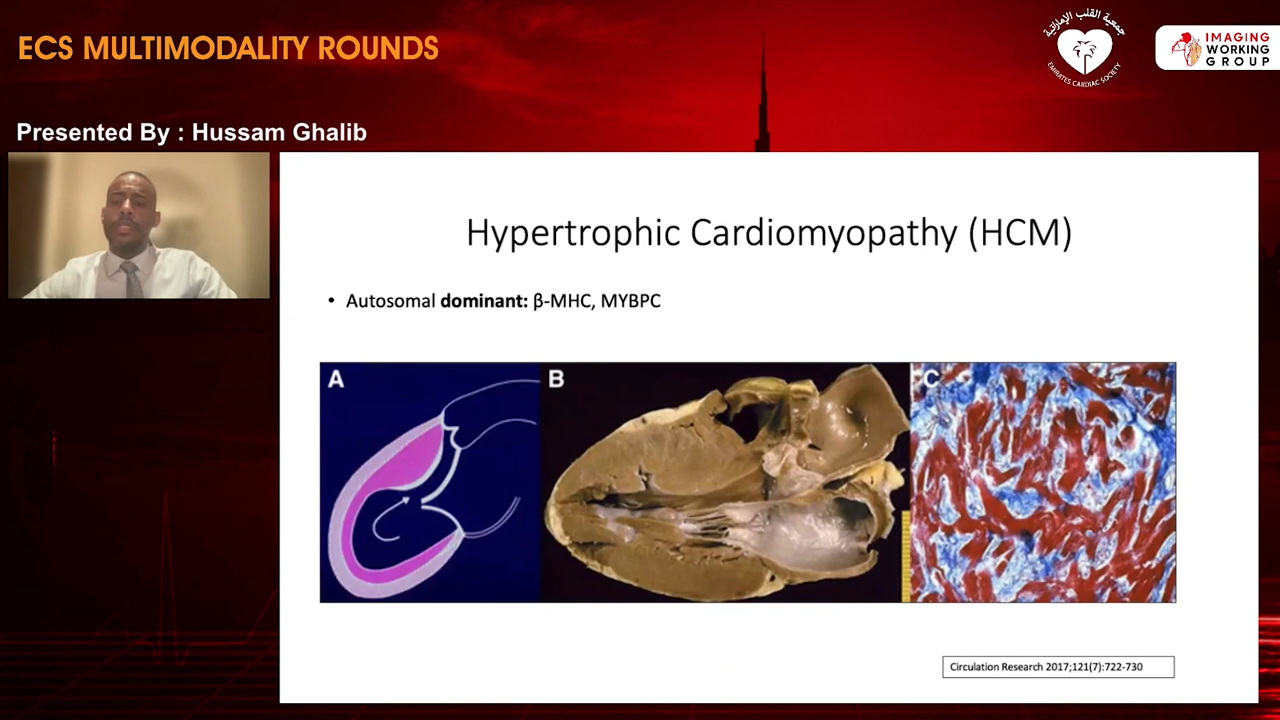 ECS MULTIMODALITY ROUNDS
جمعية القلب الإماراتية
EMIRATES CARDIAC SOCIETY
IMAGING
WORKING
GROUP
Presented By : Hussam Ghalib
Hypertrophic Cardiomyopathy (HCM)
• Autosomal dominant: β-MHC, MYBPC
A
B
C
Circulation Research 2017;121(7):722-730